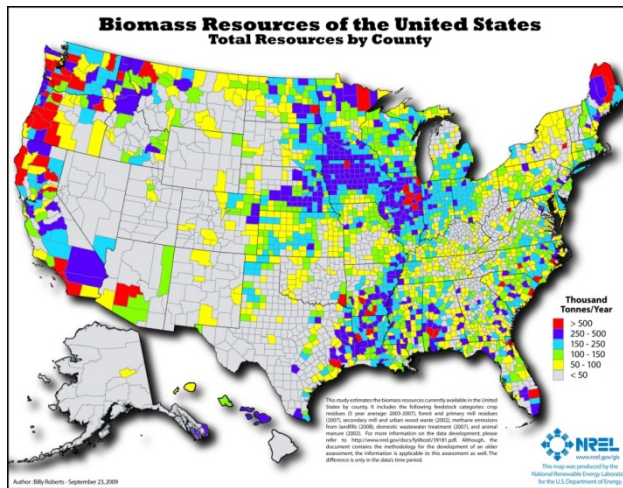 Biomass Resources of the United States
Total Resources by County
Thousand
Tonnes/Year
> 500
250 - 500
150 - 250
100 - 150
50 - 100
< 50
This study estimates the biomass resources currently available in the United
States by county. It includes the following feedstock categories: crop
residues (5 year average: 2003-2007), forest and primary mill residues
(2007), secondary mill and urban wood waste (2002), methane emissions
from landfills (2008), domestic wastewater treatment (2007), and animal
manure (2002). For more information on the data development, please
refer to http://www.nrel.gov/docs/fy06osti/39181.pdf. Although, the
document contains the methodology for the development of an older
assessment, the information is applicable to this assessment as well. The
difference is only in the data's time period.
NREL
www.nrel.gov/gis
This map was produced by the
National Renewable Energy Laborato
for the U.S. Department of Energy.
Author : Billy Roberts - September 23, 2009